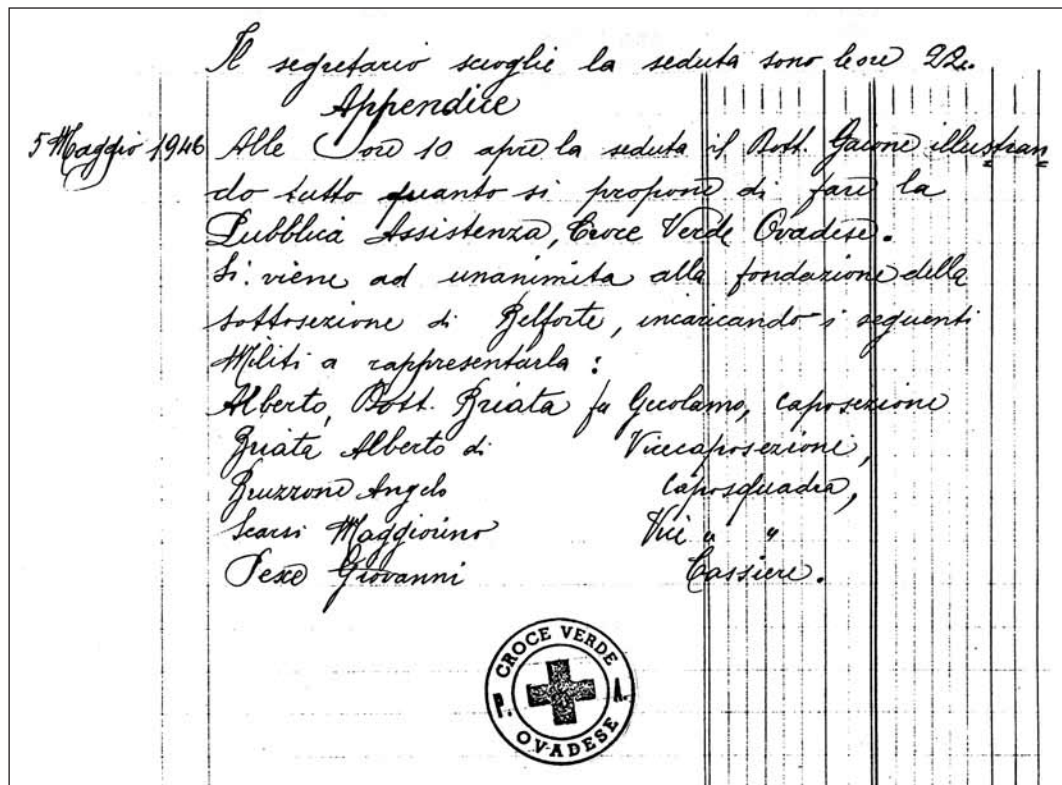 Il segretario scioglie la seduta sono le ore 22.
Appendice
5 Maggio 1946 Alle ore 10 apre la seduta il Dott. Gaione illustran
do tutto quanto si propone di fare la
Pubblica Assistenza, Croce Verde Ovadese.
Si viene ad unanimita alla fondazione della
sottosezione di Belforte, incaricando i seguenti
Militi a rappresentarla :
Alberto, Dott. Briata fu Gerolamo, caposezione
Briata Alberto di Vicecaposezione,
Bruzzone Angelo caposquadra,
Scarsi Maggiorino Vice " "
Pesce Giovanni Cassiere.
CROCE VERDE
P. A.
OVADESE